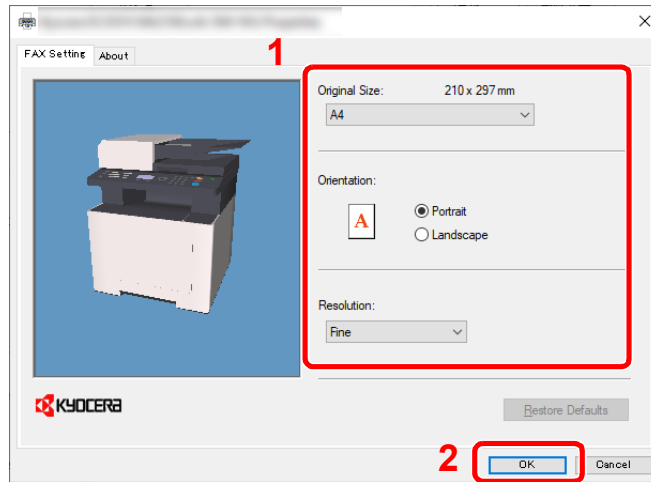 FAX Setting About
1
Original Size: 210 x 297 mm
A4
Orientation:
A
Portrait
Landscape
Resolution:
Fine
KYOCERA
Restore Defaults
2
OK Cancel